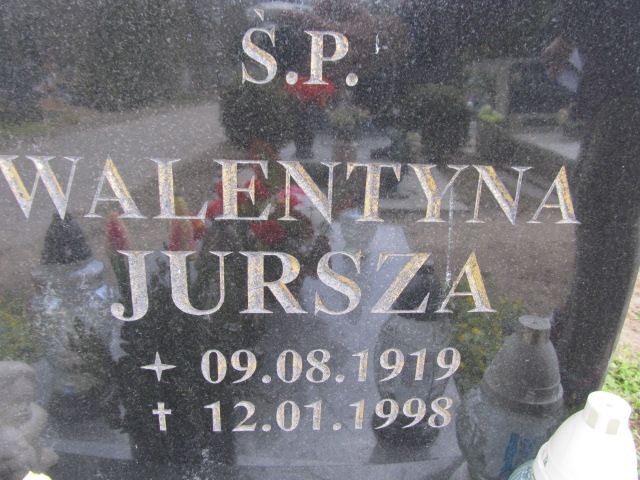 Ś.P.
WALENTYNA
JURSZA
09.08.1919
✝ 12.01.1998